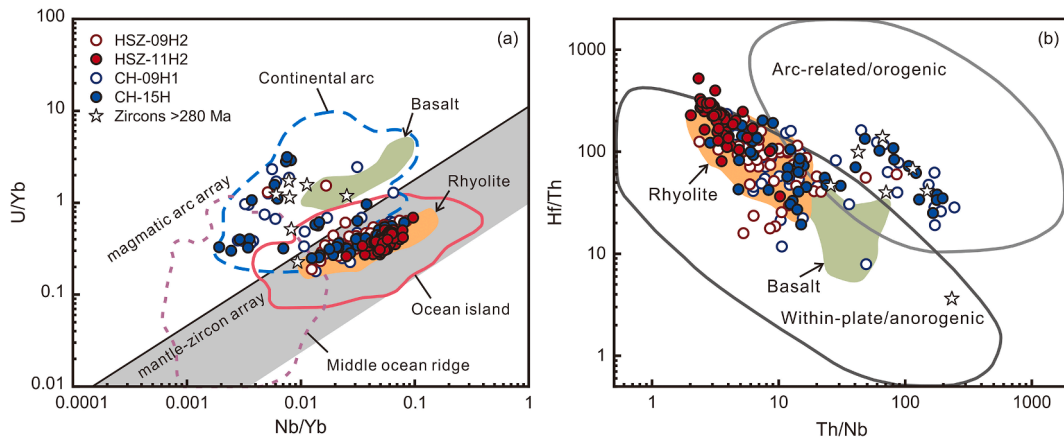 (a)
HSZ-09H2
HSZ-11H2
CH-09H1
CH-15H
Zircons >280 Ma
Continental arc
Basalt
Rhyolite
magmatic arc array
mantle-zircon array
Ocean island
Middle ocean ridge
U/Yb
100
10
1
0.1
0.01
0.0001
0.001
0.01
0.1
1
Nb/Yb
(b)
Arc-related/orogenic
Rhyolite
Basalt
Within-plate/anorogenic
Hf/Th
1000
100
10
1
1
10
100
1000
Th/Nb